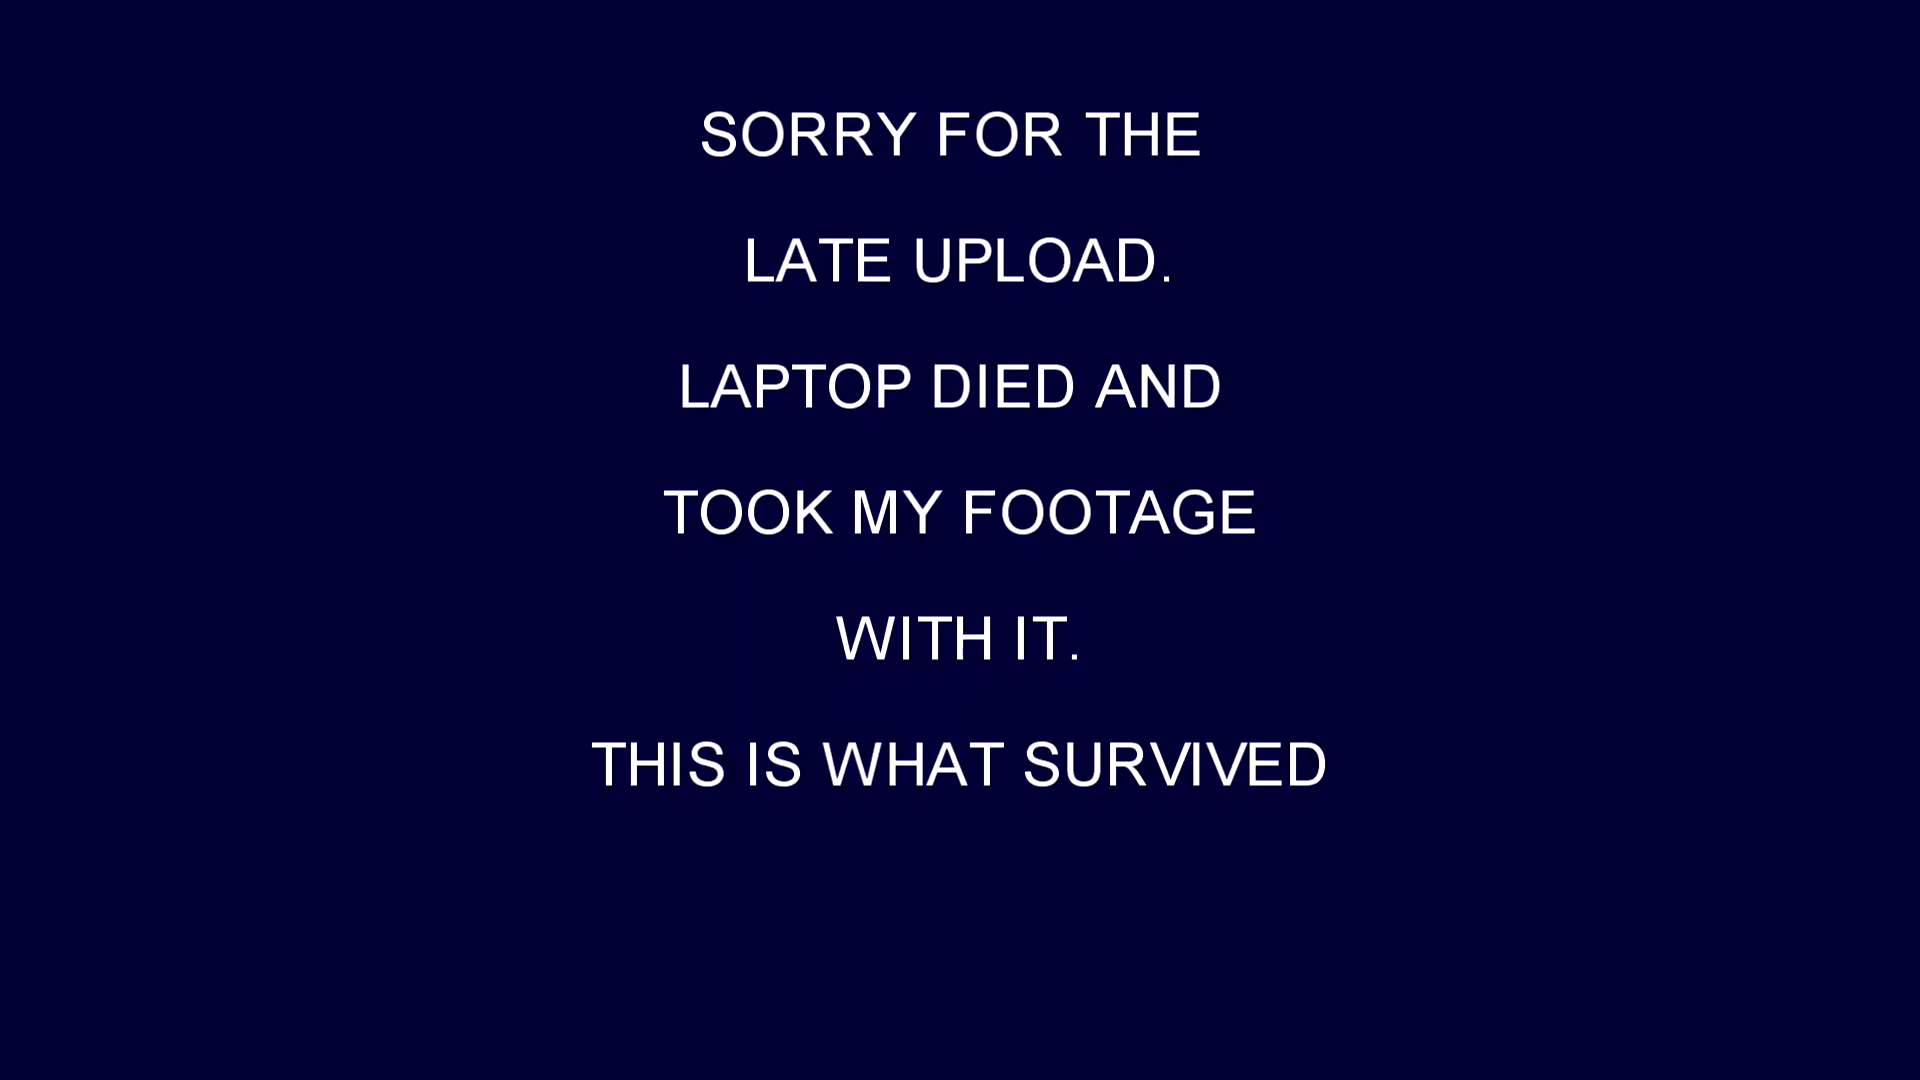 SORRY FOR THE
LATE UPLOAD.
LAPTOP DIED AND
TOOK MY FOOTAGE
WITH IT.
THIS IS WHAT SURVIVED